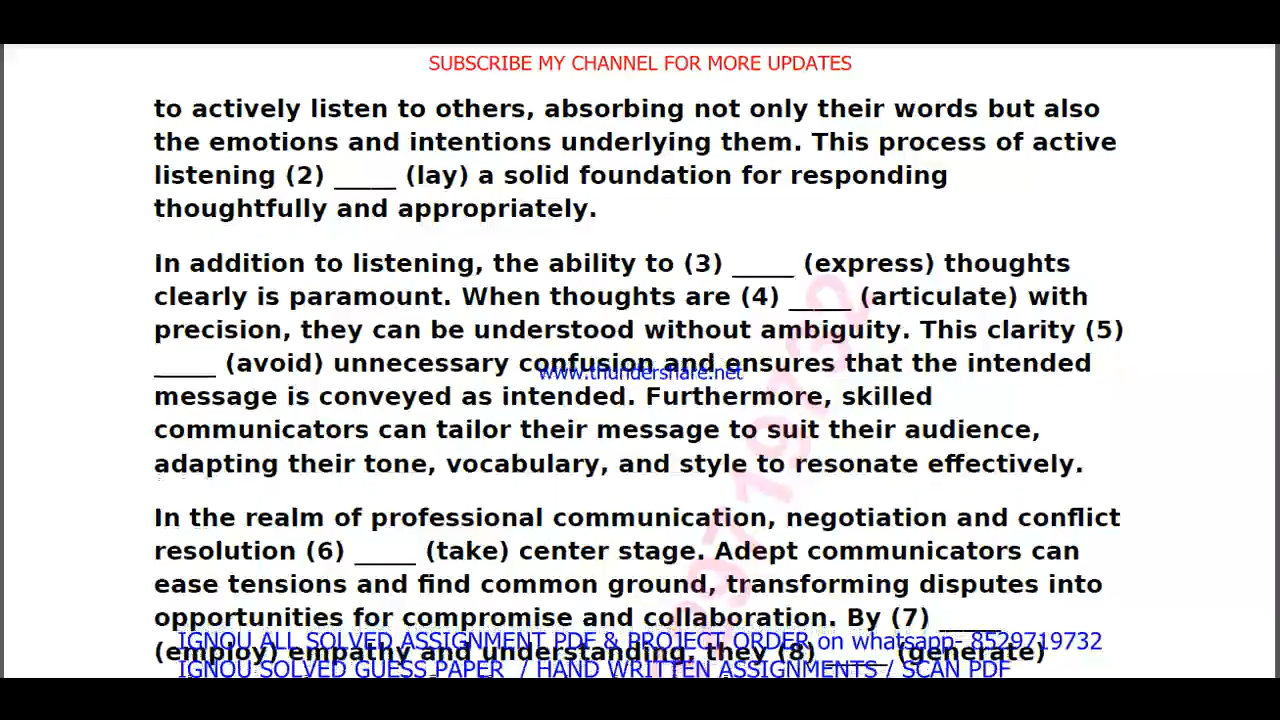 SUBSCRIBE MY CHANNEL FOR MORE UPDATES
to actively listen to others, absorbing not only their words but also
the emotions and intentions underlying them. This process of active
listening (2) _____ (lay) a solid foundation for responding
thoughtfully and appropriately.
In addition to listening, the ability to (3) _____ (express) thoughts
clearly is paramount. When thoughts are (4) _____ (articulate) with
precision, they can be understood without ambiguity. This clarity (5)
_____ (avoid) unnecessary confusion and ensures that the intended
www.thundershare.net
message is conveyed as intended. Furthermore, skilled
communicators can tailor their message to suit their audience,
adapting their tone, vocabulary, and style to resonate effectively.
In the realm of professional communication, negotiation and conflict
resolution (6) _____ (take) center stage. Adept communicators can
ease tensions and find common ground, transforming disputes into
opportunities for compromise and collaboration. By (7) _____
IGNOU ALL SOLVED ASSIGNMENT PDF & PROJECT ORDER on whatsapp- 8529719732
(employ) empathy and understanding, they (8) _____ (generate)
IGNOU SOLVED GUESS PAPER / HAND WRITTEN ASSIGNMENTS / SCAN PDF